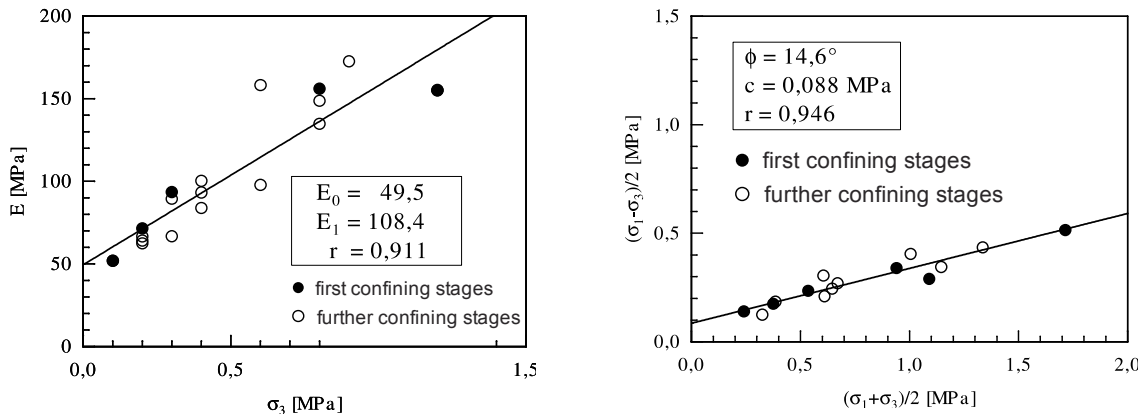 200
150
100
50
0
E [MPa]
E₀ = 49,5
E₁ = 108,4
r = 0,911
first confining stages
further confining stages
0,0
0,5
1,5
σ₃ [MPa]
1,5
1,0
0,5
0,0
(σ₁-σ₃)/2 [MPa]
ϕ = 14,6°
c = 0,088 MPa
r = 0,946
first confining stages
further confining stages
0,0
0,5
1,0
1,5
2,0
(σ₁+σ₃)/2 [MPa]